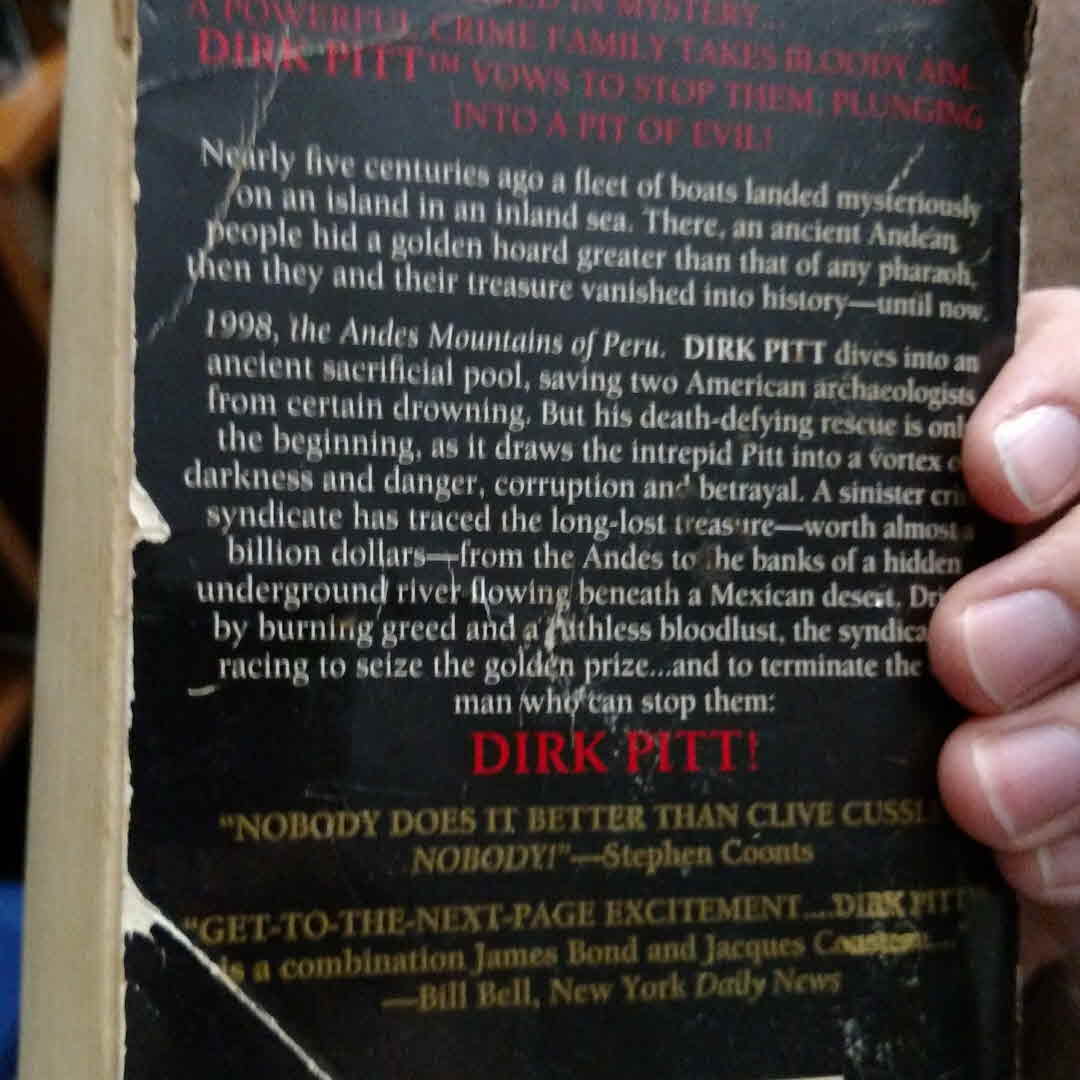 IN MYSTERY...
A POWERFUL CRIME FAMILY TAKES BLOODY AIM.
DIRK PITT™ VOWS TO STOP THEM, PLUNGING
INTO A PIT OF EVIL!
Nearly five centuries ago a fleet of boats landed mysteriously
on an island in an inland sea. There, an ancient Andean
people hid a golden hoard greater than that of any pharaoh,
then they and their treasure vanished into history—until now.
1998, the Andes Mountains of Peru. DIRK PITT dives into an
ancient sacrificial pool, saving two American archaeologists
from certain drowning. But his death-defying rescue is onl
the beginning, as it draws the intrepid Pitt into a vortex
darkness and danger, corruption and betrayal. A sinister cri
syndicate has traced the long-lost treasure—worth almost a
billion dollars—from the Andes to the banks of a hidden
underground river flowing beneath a Mexican desert. Dri
by burning greed and a ruthless bloodlust, the syndica
racing to seize the golden prize...and to terminate the
man who can stop them:
DIRK PITT!
"NOBODY DOES IT BETTER THAN CLIVE CUSSL
NOBODY!"—Stephen Coonts
"GET-TO-THE-NEXT-PAGE EXCITEMENT....DIRK PITT
is a combination James Bond and Jacques Cousteau...
—Bill Bell, New York Daily News